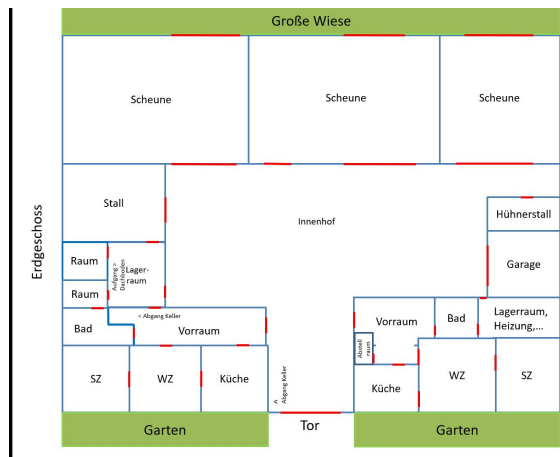 Große Wiese
Scheune
Scheune
Scheune
Erdgeschoss
Stall
Innenhof
Hühnerstall
Raum
Aufgang >
Dachboden
Lager-
raum
Garage
Raum
< Abgang Keller
Bad
Vorraum
Vorraum
Bad
Lagerraum,
Heizung,...
Abstell
raum
SZ
WZ
Küche
<
Abgang Keller
Küche
WZ
SZ
Garten
Tor
Garten